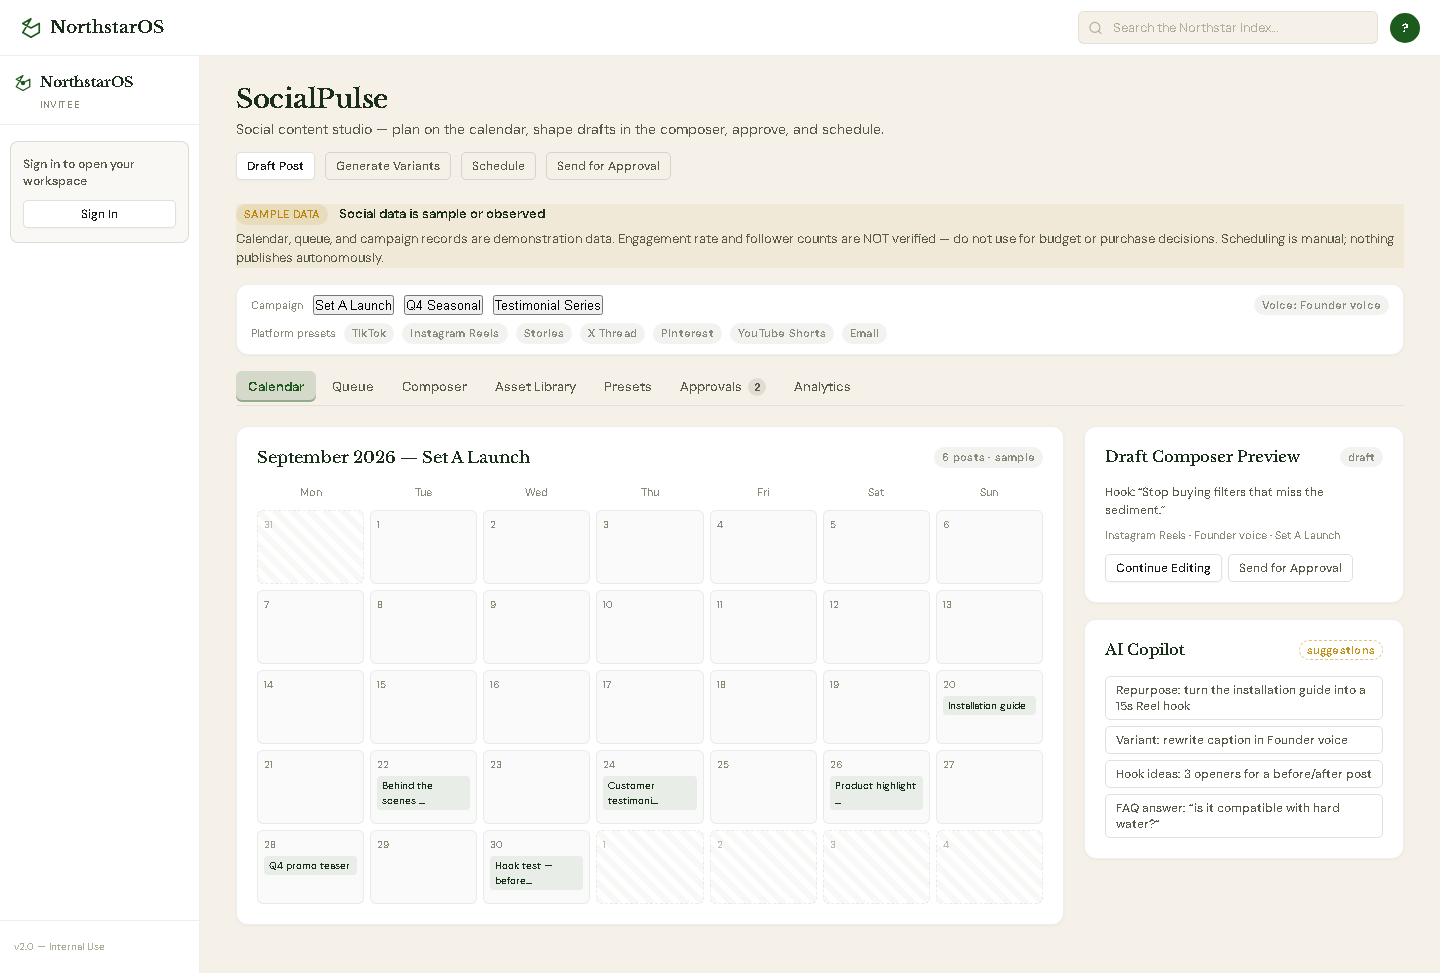 NorthstarOS
Search the Northstar Index...
?
NorthstarOS
INVITEE
Sign in to open your
workspace
Sign In
v2.0 — Internal Use
SocialPulse
Social content studio — plan on the calendar, shape drafts in the composer, approve, and schedule.
Draft Post
Generate Variants
Schedule
Send for Approval
SAMPLE DATA Social data is sample or observed
Calendar, queue, and campaign records are demonstration data. Engagement rate and follower counts are NOT verified — do not use for budget or purchase decisions. Scheduling is manual; nothing
publishes autonomously.
Campaign Set A Launch Q4 Seasonal Testimonial Series Voice: Founder voice
Platform presets TikTok Instagram Reels Stories X Thread Pinterest YouTube Shorts Email
Calendar Queue Composer Asset Library Presets Approvals 2 Analytics
September 2026 — Set A Launch
6 posts · sample
Mon Tue Wed Thu Fri Sat Sun
31 1 2 3 4 5 6
7 8 9 10 11 12 13
14 15 16 17 18 19 20
Installation guide
21 22 23 24 25 26 27
Behind the
scenes …
Customer
testimoni…
Product highlight
…
28 29 30 1 2 3 4
Q4 promo teaser
Hook test —
before…
Draft Composer Preview
draft
Hook: “Stop buying filters that miss the
sediment.”
Instagram Reels · Founder voice · Set A Launch
Continue Editing
Send for Approval
AI Copilot
suggestions
Repurpose: turn the installation guide into a
15s Reel hook
Variant: rewrite caption in Founder voice
Hook ideas: 3 openers for a before/after post
FAQ answer: “is it compatible with hard
water?”